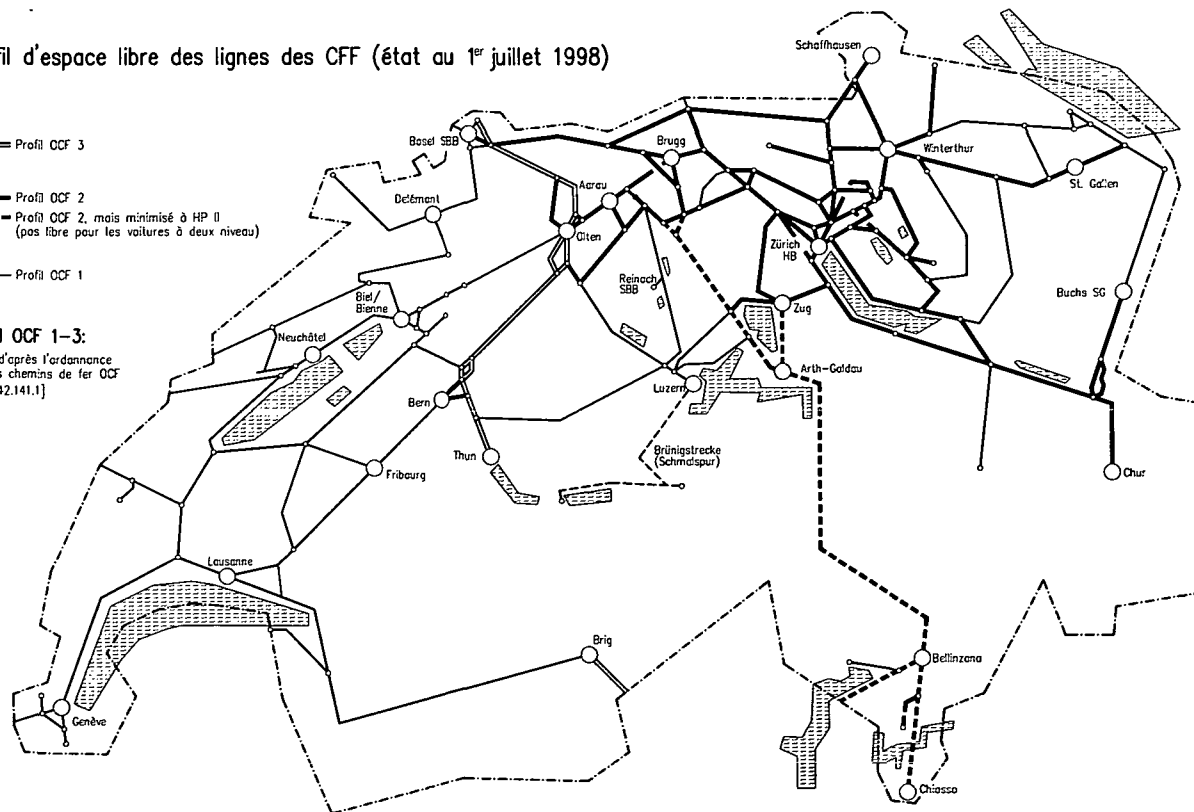 fil d'espace libre des lignes des CFF (état au 1er juillet 1998)
Profil OCF 3
Profil OCF 2
Profil OCF 2, mais minimisé à HP II
(pas libre pour les voitures à deux niveau)
Profil OCF 1
OCF 1-3:
d'après l'ordonnance
s chemins de fer OCF
42.141.1]
Schaffhausen
Basel SBB
Brugg
Winterthur
St. Gallen
Delémont
Aarau
Olten
Zürich
HB
Reinach
SBB
Buchs SG
Biel/
Bienne
Zug
Neuchâtel
Arth-Goldau
Luzern
Bern
Brünigstrecke
(Schmalspur)
Thun
Fribourg
Chur
Lausanne
Brig
Bellinzona
Genève
Chiasso